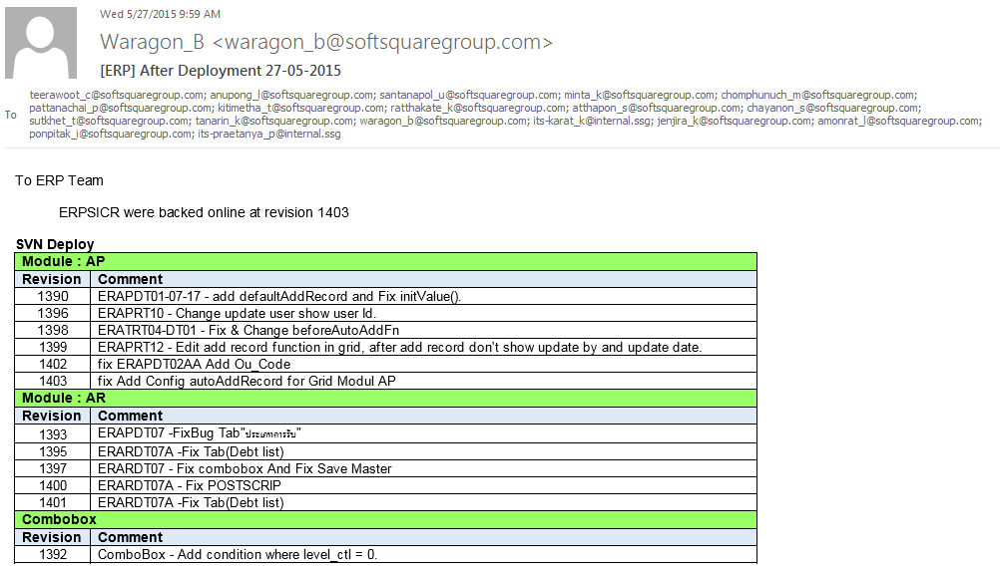 Wed 5/27/2015 9:59 AM
Waragon_B <waragon_b@softsquaregroup.com>
[ERP] After Deployment 27-05-2015
teerawoot_c@softsquaregroup.com; anupong_l@softsquaregroup.com; santanapol_u@softsquaregroup.com; minta_k@softsquaregroup.com; chomphunuch_m@softsquaregroup.com;
To pattanachai_p@softsquaregroup.com; kitimetha_t@softsquaregroup.com; ratthakate_k@softsquaregroup.com; atthapon_s@softsquaregroup.com; chayanon_s@softsquaregroup.com;
sutkhet_t@softsquaregroup.com; tanarin_k@softsquaregroup.com; waragon_b@softsquaregroup.com; its-karat_k@internal.ssg; jenjira_k@softsquaregroup.com; amonrat_l@softsquaregroup.com;
ponpitak_i@softsquaregroup.com; its-praetanya_p@internal.ssg
To ERP Team
ERPSICR were backed online at revision 1403
SVN Deploy
Module : AP
Revision Comment
1390 ERAPDT01-07-17 - add defaultAddRecord and Fix initValue().
1396 ERAPRT10 - Change update user show user Id.
1398 ERATRT04-DT01 - Fix & Change beforeAutoAddFn
1399 ERAPRT12 - Edit add record function in grid, after add record don't show update by and update date.
1402 fix ERAPDT02AA Add Ou_Code
1403 fix Add Config autoAddRecord for Grid Modul AP
Module : AR
Revision Comment
1393 ERAPDT07 -FixBug Tab"ประเภทการรับ"
1395 ERARDT07A -Fix Tab(Debt list)
1397 ERARDT07 - Fix combobox And Fix Save Master
1400 ERARDT07A - Fix POSTSCRIP
1401 ERARDT07A -Fix Tab(Debt list)
Combobox
Revision Comment
1392 ComboBox - Add condition where level_ctl = 0.